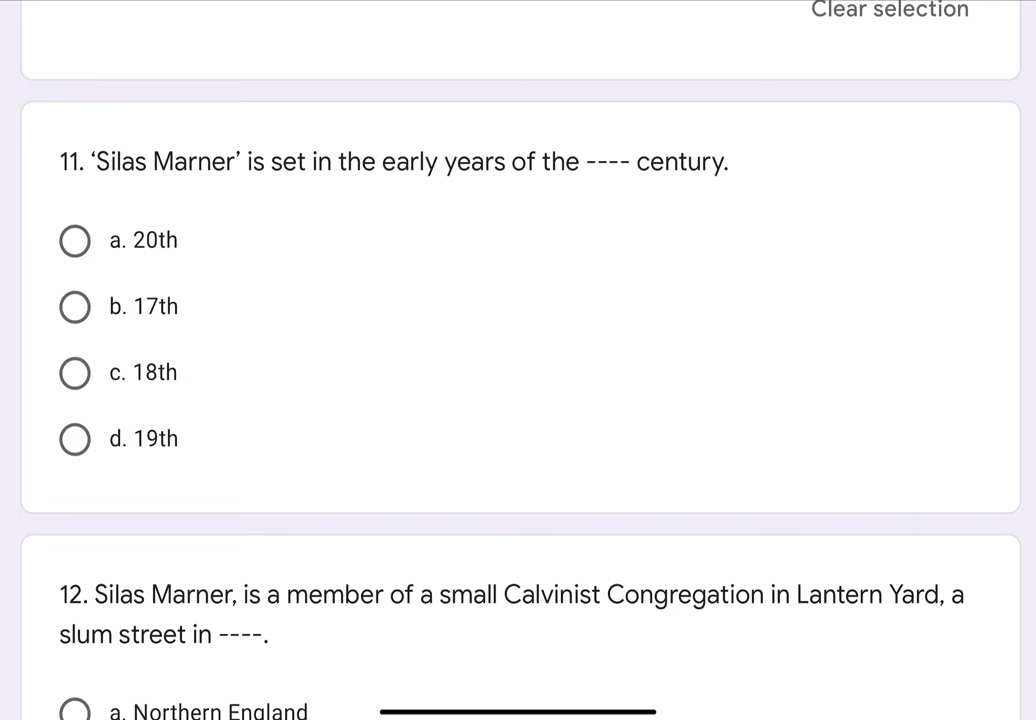 Clear selection
11. ‘Silas Marner’ is set in the early years of the ---- century.
a. 20th
b. 17th
c. 18th
d. 19th
12. Silas Marner, is a member of a small Calvinist Congregation in Lantern Yard, a
slum street in ----.
a. Northern England